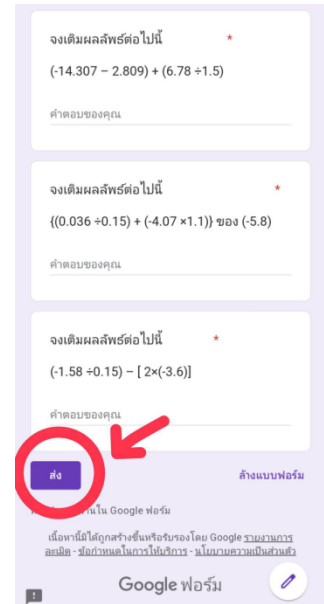 จงเติมผลลัพธ์ต่อไปนี้ *
(-14.307 – 2.809) + (6.78 ÷1.5)
คำตอบของคุณ
จงเติมผลลัพธ์ต่อไปนี้ *
{(0.036 ÷0.15) + (-4.07 ×1.1)} ของ (-5.8)
คำตอบของคุณ
จงเติมผลลัพธ์ต่อไปนี้ *
(-1.58 ÷0.15) – [ 2×(-3.6)]
คำตอบของคุณ
ส่ง ล้างแบบฟอร์ม
ใน Google ฟอร์ม
เนื้อหานี้มิได้ถูกสร้างขึ้นหรือรับรองโดย Google รายงานการ
ละเมิด - ข้อกำหนดในการให้บริการ - นโยบายความเป็นส่วนตัว
Google ฟอร์ม